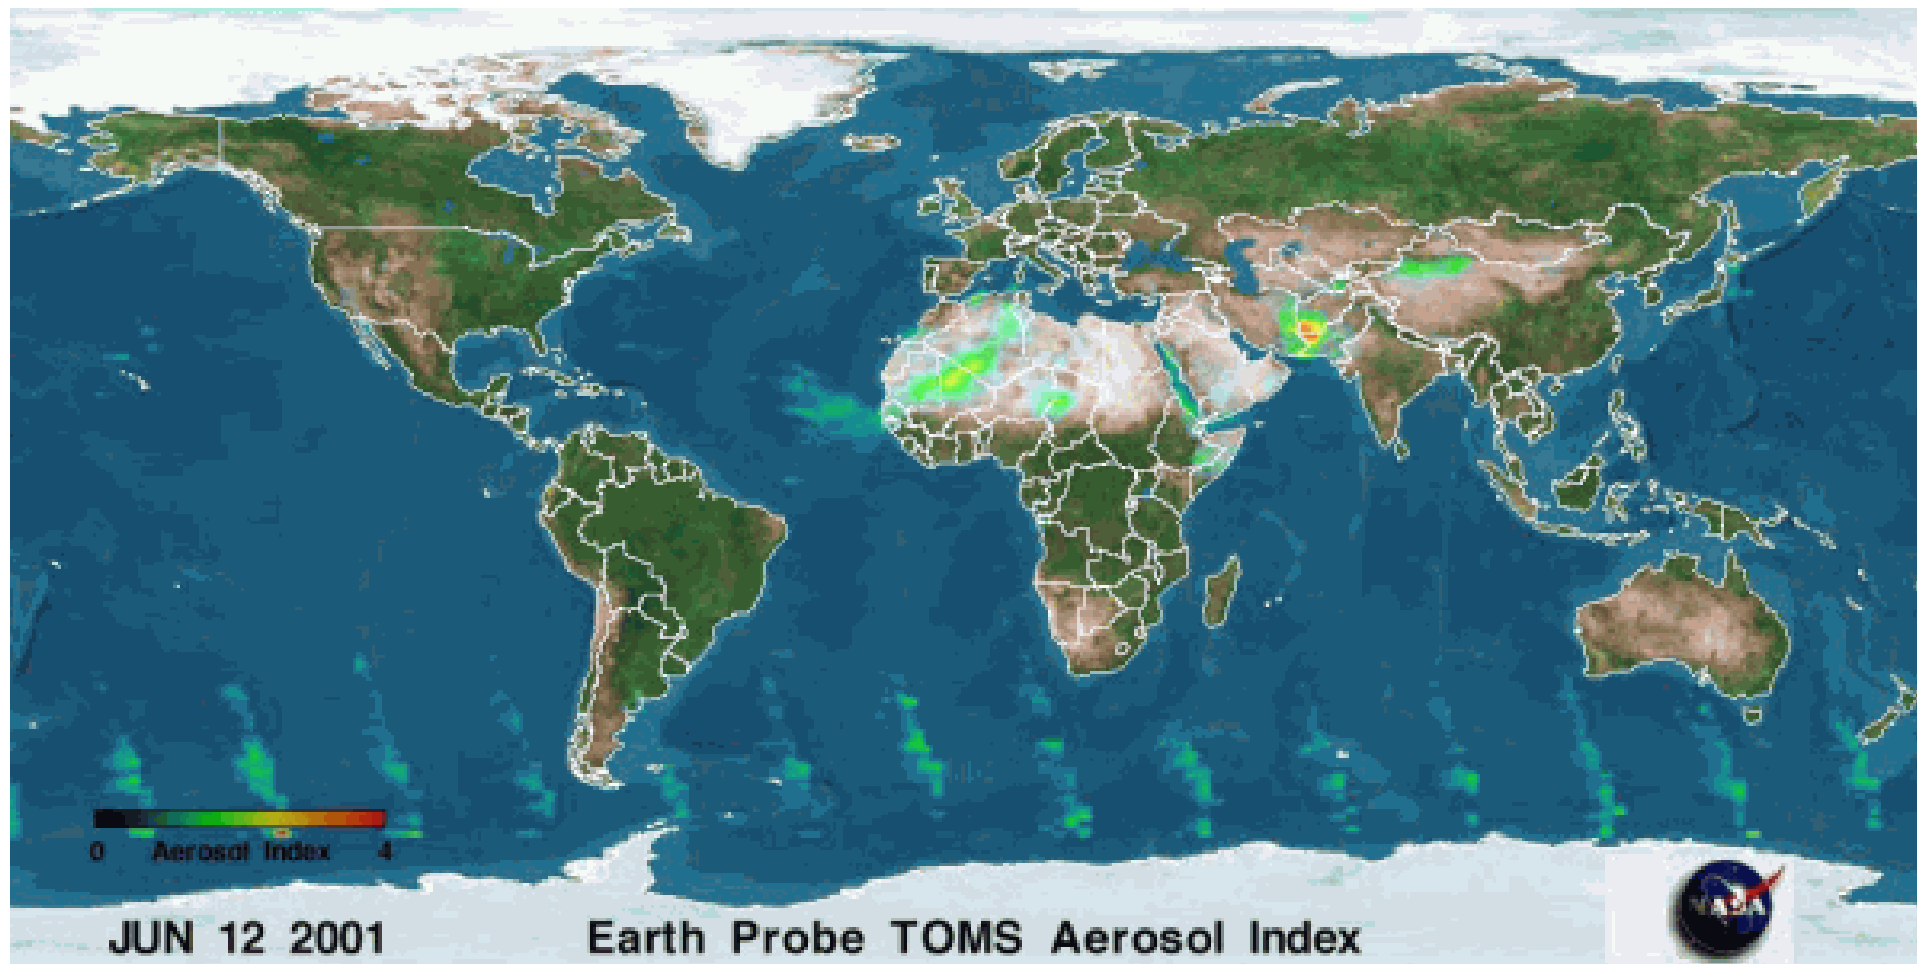 0 Aerosol Index 4
JUN 12 2001 Earth Probe TOMS Aerosol Index
NASA